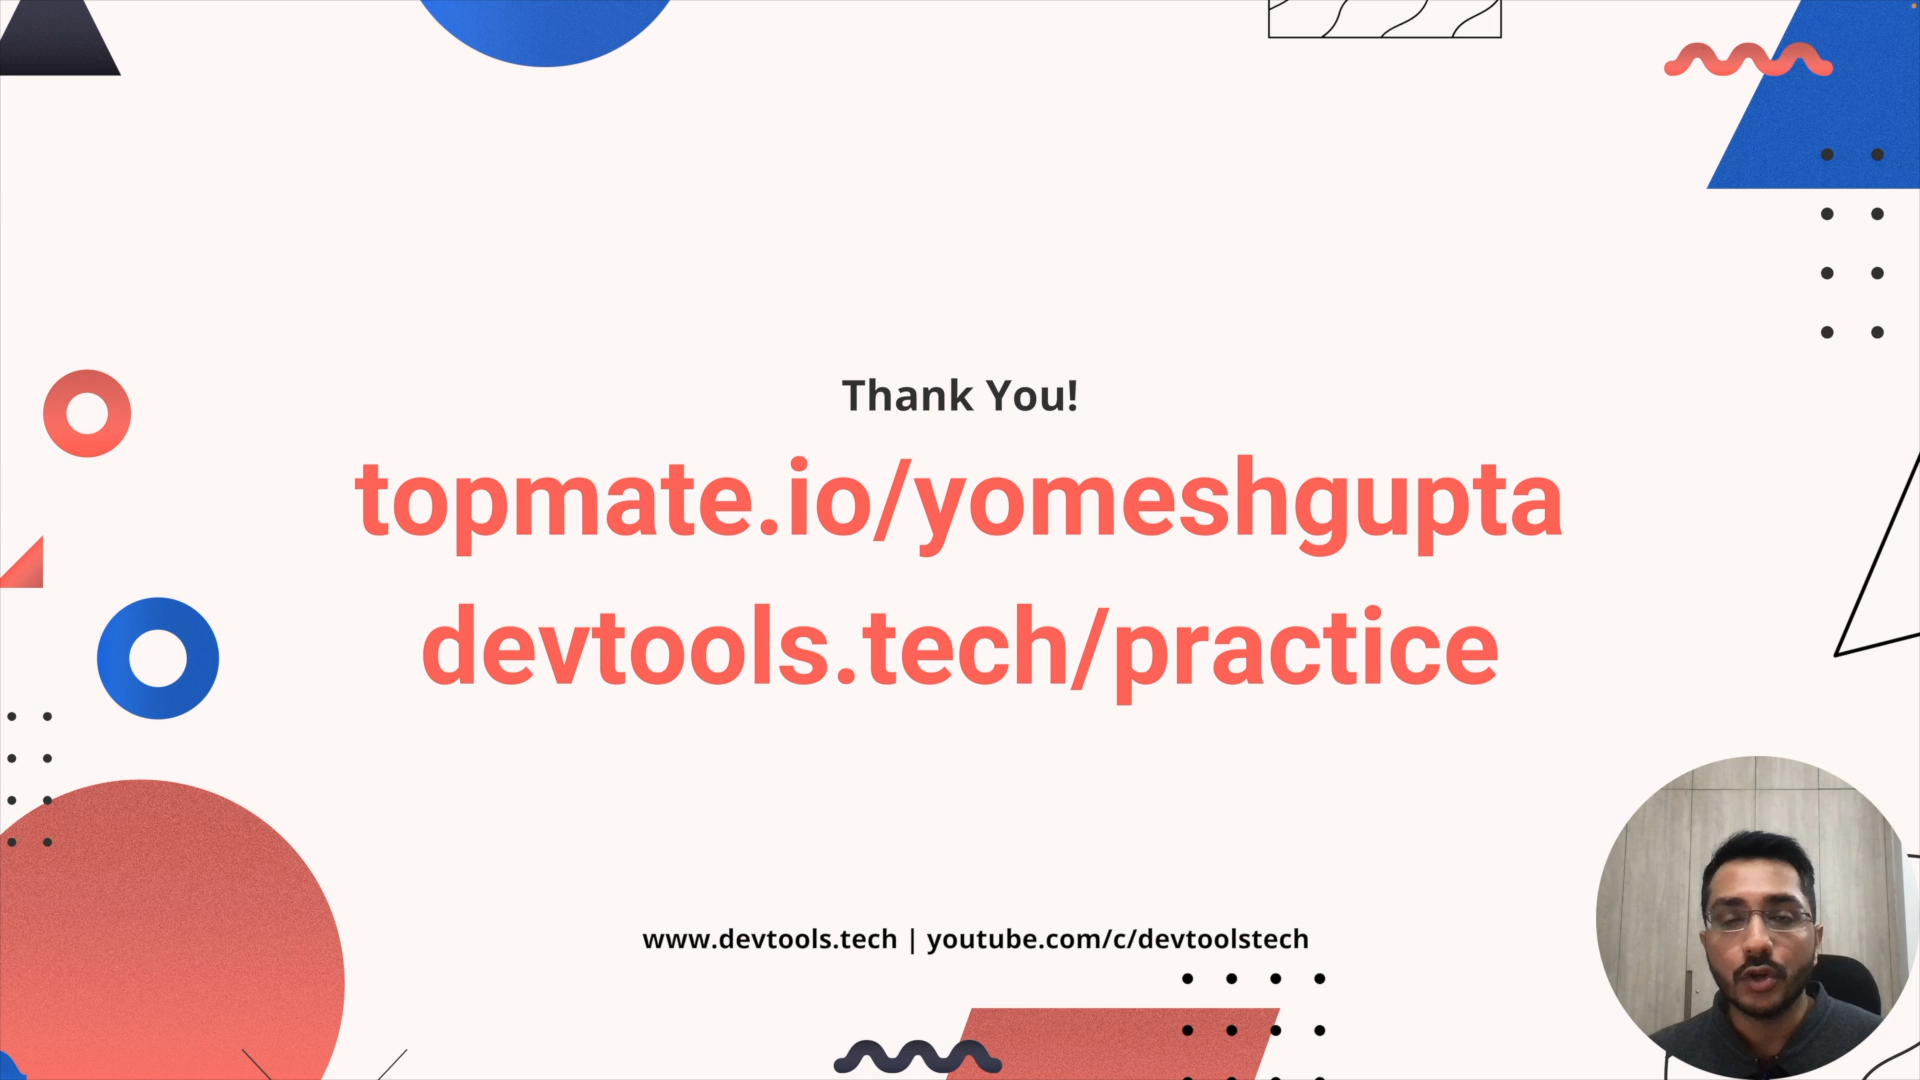 Thank You!
topmate.io/yomeshgupta
devtools.tech/practice
www.devtools.tech | youtube.com/c/devtoolstech